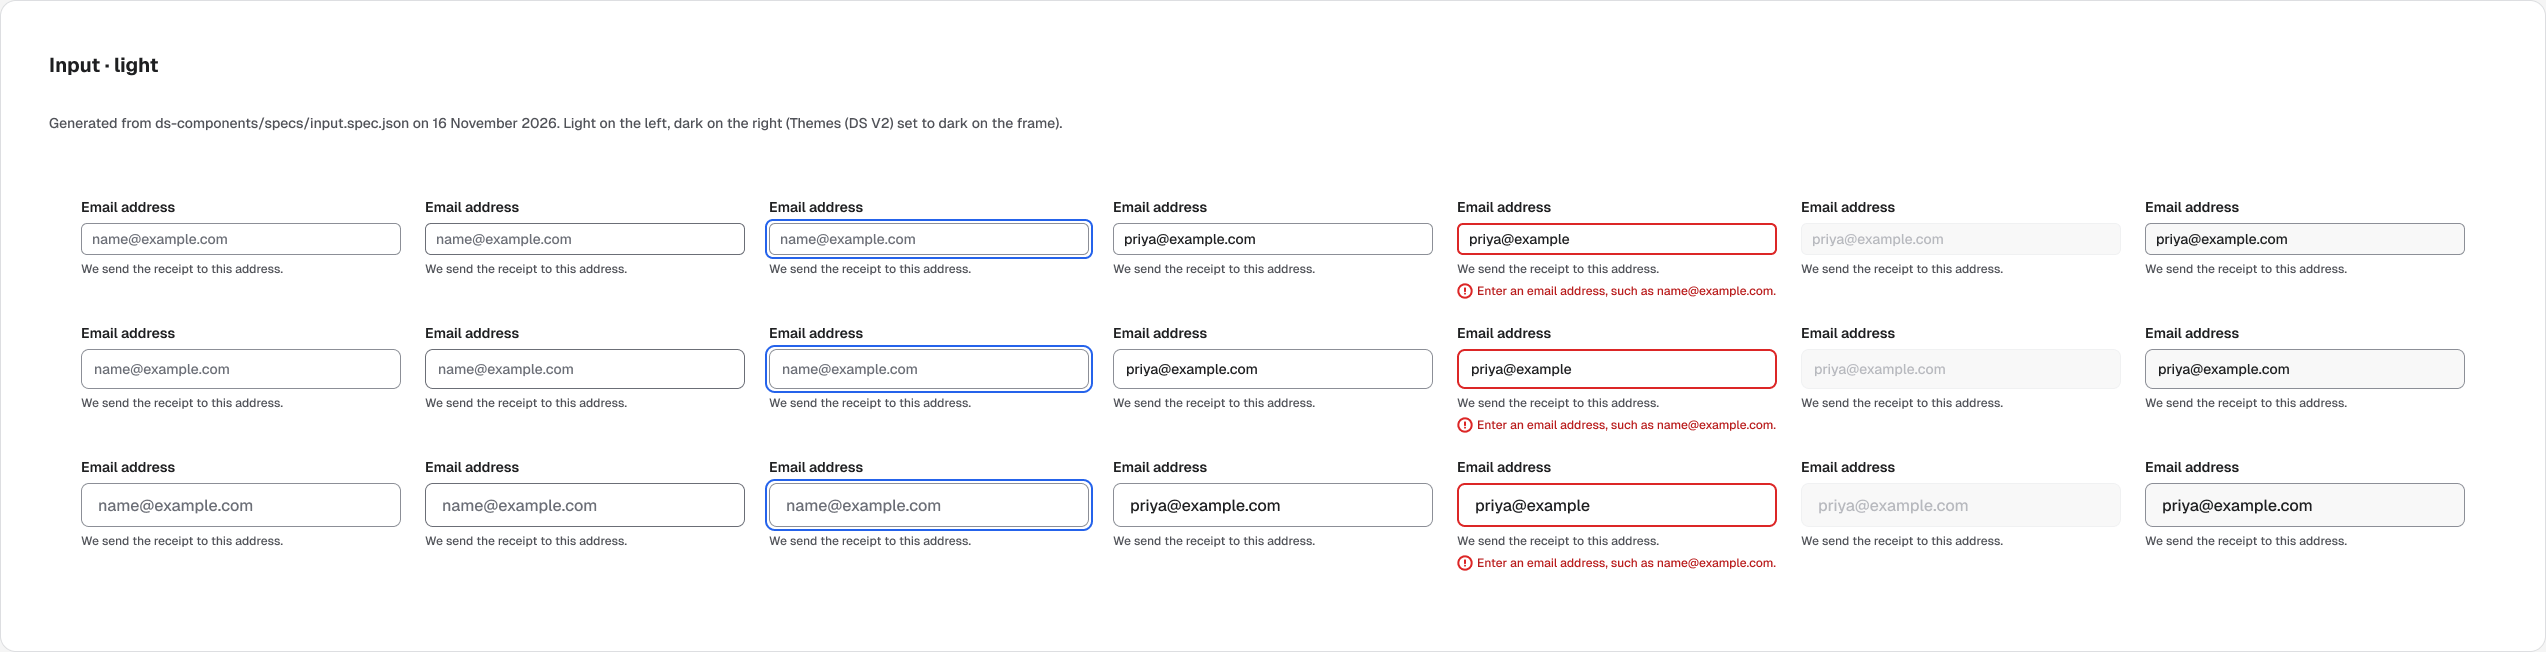 Input · light
Generated from ds-components/specs/input.spec.json on 16 November 2026. Light on the left, dark on the right (Themes (DS V2) set to dark on the frame).
Email address Email address Email address Email address Email address Email address Email address
name@example.com name@example.com name@example.com priya@example.com priya@example priya@example.com priya@example.com
We send the receipt to this address. We send the receipt to this address. We send the receipt to this address. We send the receipt to this address. We send the receipt to this address. We send the receipt to this address. We send the receipt to this address.
Enter an email address, such as name@example.com.
Email address Email address Email address Email address Email address Email address Email address
name@example.com name@example.com name@example.com priya@example.com priya@example priya@example.com priya@example.com
We send the receipt to this address. We send the receipt to this address. We send the receipt to this address. We send the receipt to this address. We send the receipt to this address. We send the receipt to this address. We send the receipt to this address.
Enter an email address, such as name@example.com.
Email address Email address Email address Email address Email address Email address Email address
name@example.com name@example.com name@example.com priya@example.com priya@example priya@example.com priya@example.com
We send the receipt to this address. We send the receipt to this address. We send the receipt to this address. We send the receipt to this address. We send the receipt to this address. We send the receipt to this address. We send the receipt to this address.
Enter an email address, such as name@example.com.